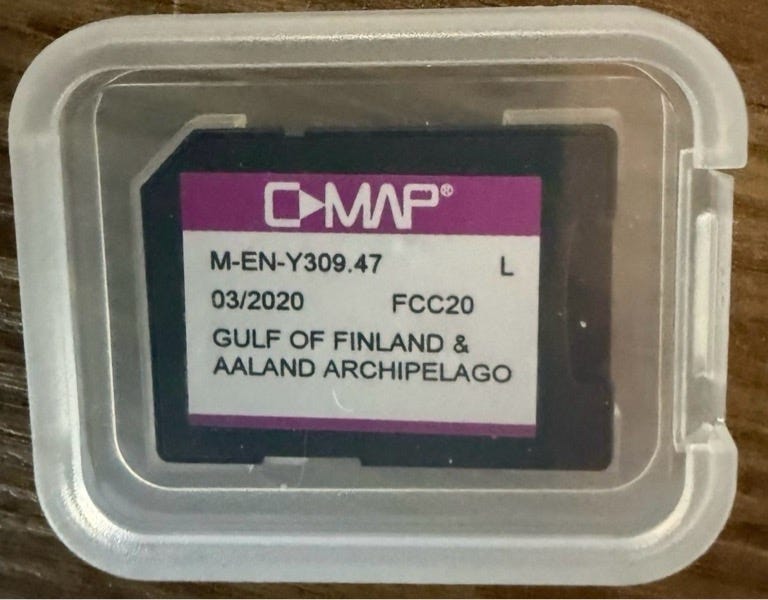 C-MAP®
M-EN-Y309.47 L
03/2020 FCC20
GULF OF FINLAND &
AALAND ARCHIPELAGO